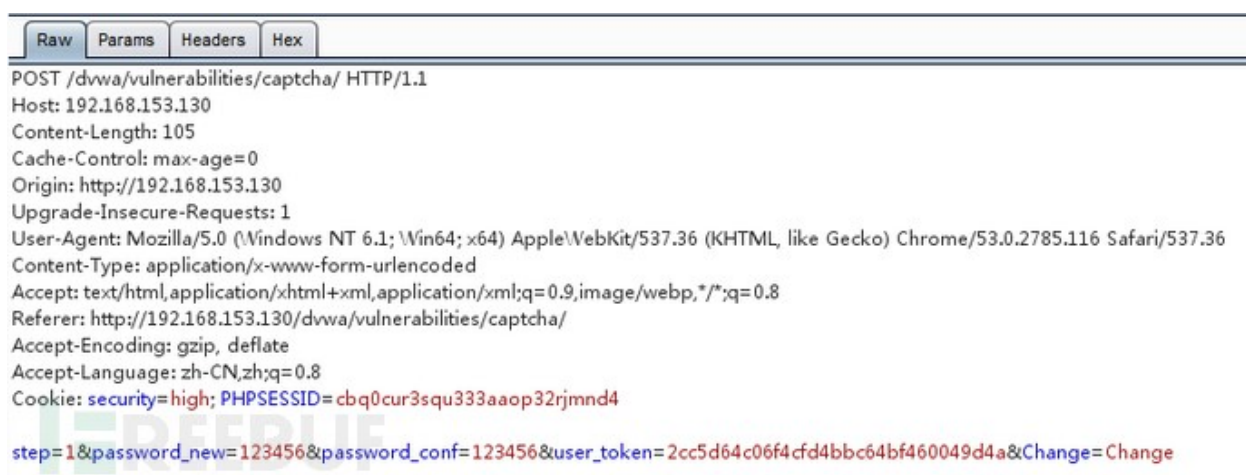 Raw Params Headers Hex
POST /dvwa/vulnerabilities/captcha/ HTTP/1.1
Host: 192.168.153.130
Content-Length: 105
Cache-Control: max-age=0
Origin: http://192.168.153.130
Upgrade-Insecure-Requests: 1
User-Agent: Mozilla/5.0 (Windows NT 6.1; Win64; x64) AppleWebKit/537.36 (KHTML, like Gecko) Chrome/53.0.2785.116 Safari/537.36
Content-Type: application/x-www-form-urlencoded
Accept: text/html,application/xhtml+xml,application/xml;q=0.9,image/webp,*/*;q=0.8
Referer: http://192.168.153.130/dvwa/vulnerabilities/captcha/
Accept-Encoding: gzip, deflate
Accept-Language: zh-CN,zh;q=0.8
Cookie: security=high; PHPSESSID=cbq0cur3squ333aaop32rjmnd4
FREEBUF
step=1&password_new=123456&password_conf=123456&user_token=2cc5d64c06f4cfd4bbc64bf460049d4a&Change=Change